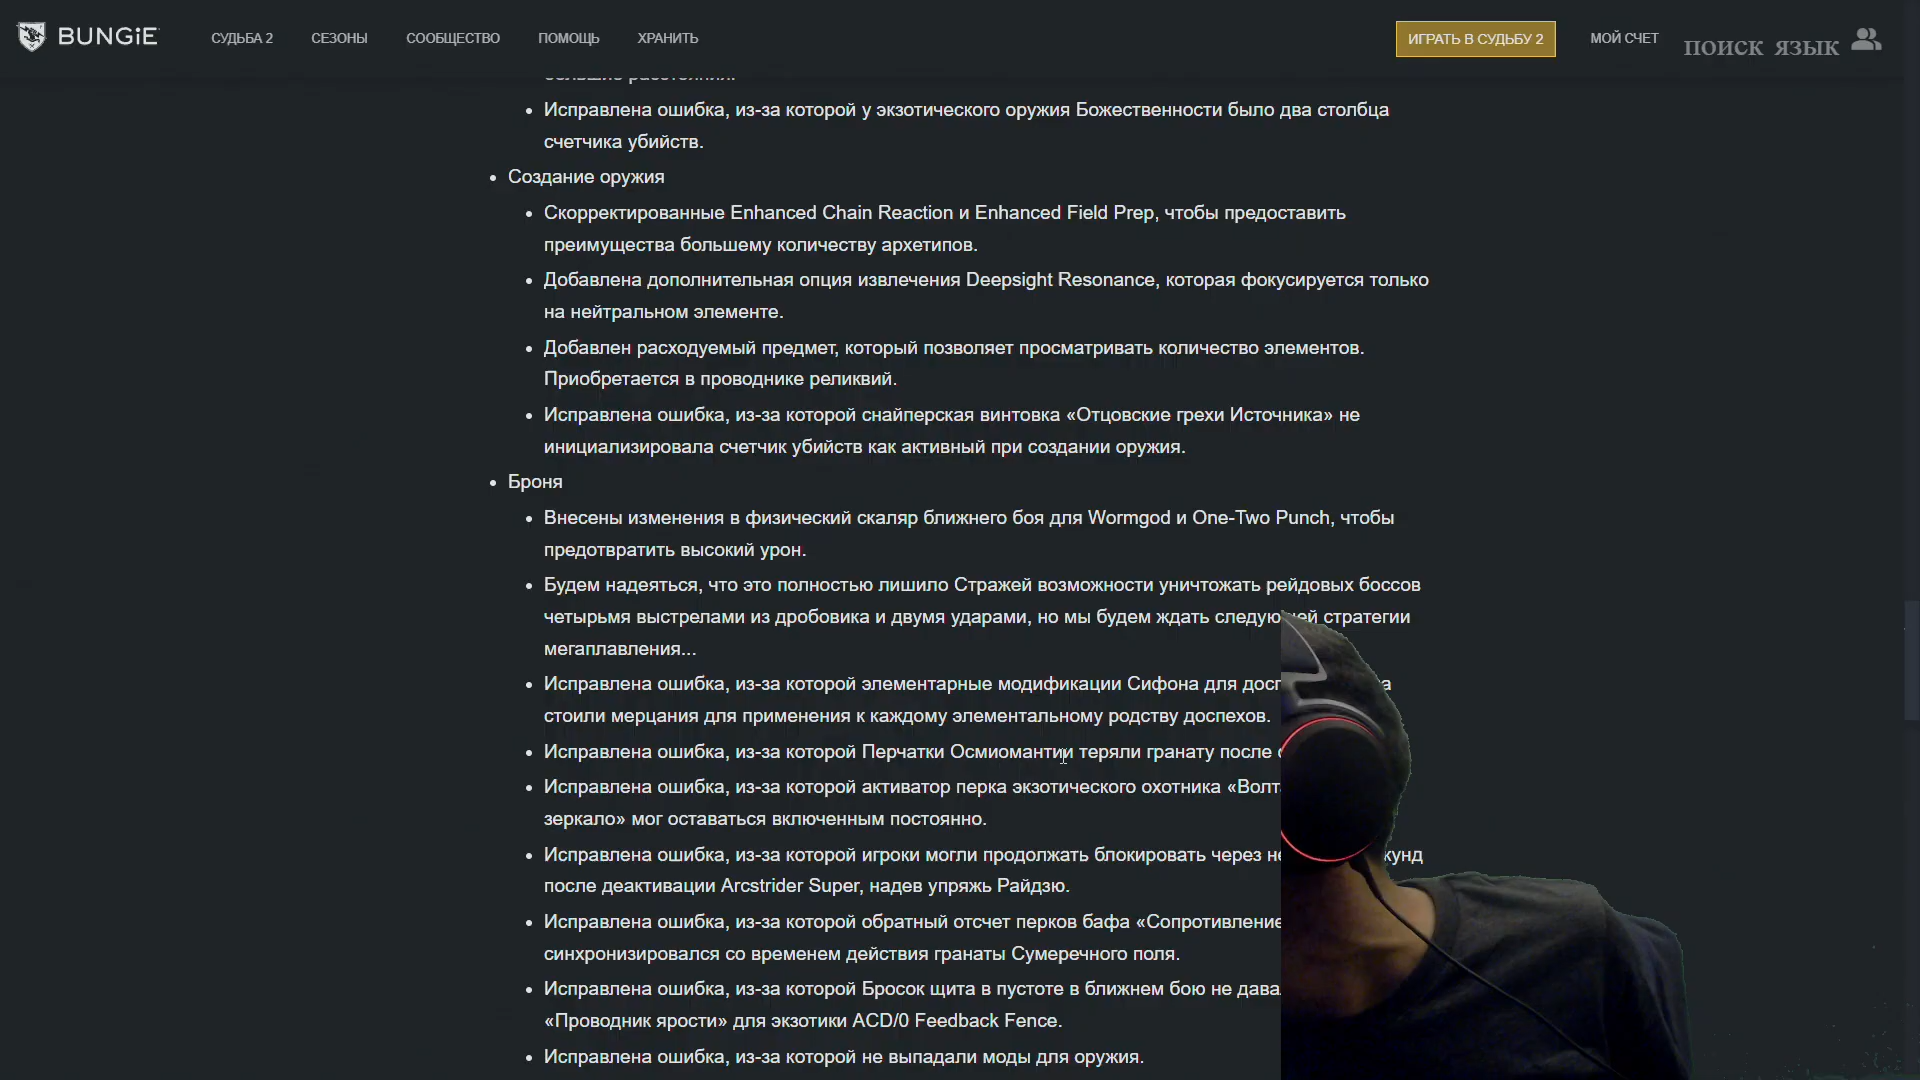 BUNGiE
СУДЬБА 2
СЕЗОНЫ
СООБЩЕСТВО
ПОМОЩЬ
ХРАНИТЬ
ИГРАТЬ В СУДЬБУ 2
МОЙ СЧЕТ
ПОИСК ЯЗЫК
Исправлена ошибка, из-за которой у экзотического оружия Божественности было два столбца
счетчика убийств.
Создание оружия
Скорректированные Enhanced Chain Reaction и Enhanced Field Prep, чтобы предоставить
преимущества большему количеству архетипов.
Добавлена дополнительная опция извлечения Deepsight Resonance, которая фокусируется только
на нейтральном элементе.
Добавлен расходуемый предмет, который позволяет просматривать количество элементов.
Приобретается в проводнике реликвий.
Исправлена ошибка, из-за которой снайперская винтовка «Отцовские грехи Источника» не
инициализировала счетчик убийств как активный при создании оружия.
Броня
Внесены изменения в физический скаляр ближнего боя для Wormgod и One-Two Punch, чтобы
предотвратить высокий урон.
Будем надеяться, что это полностью лишило Стражей возможности уничтожать рейдовых боссов
четырьмя выстрелами из дробовика и двумя ударами, но мы будем ждать стратегии
мегаплавления...
Исправлена ошибка, из-за которой элементарные модификации Сифона для
стоили мерцания для применения к каждому элементальному родству доспехов.
Исправлена ошибка, из-за которой Перчатки Осмиомантии теряли гранату после
Исправлена ошибка, из-за которой активатор перка экзотического охотника
зеркало» мог оставаться включенным постоянно.
Исправлена ошибка, из-за которой игроки могли продолжать блокировать через
после деактивации Arcstrider Super, надев упряжь Райдзю.
Исправлена ошибка, из-за которой обратный отсчет перков бафа «Сопротивление
синхронизировался со временем действия гранаты Сумеречного поля.
Исправлена ошибка, из-за которой Бросок щита в пустоте в ближнем бою не
«Проводник ярости» для экзотики ACD/0 Feedback Fence.
Исправлена ошибка, из-за которой не выпадали моды для оружия.